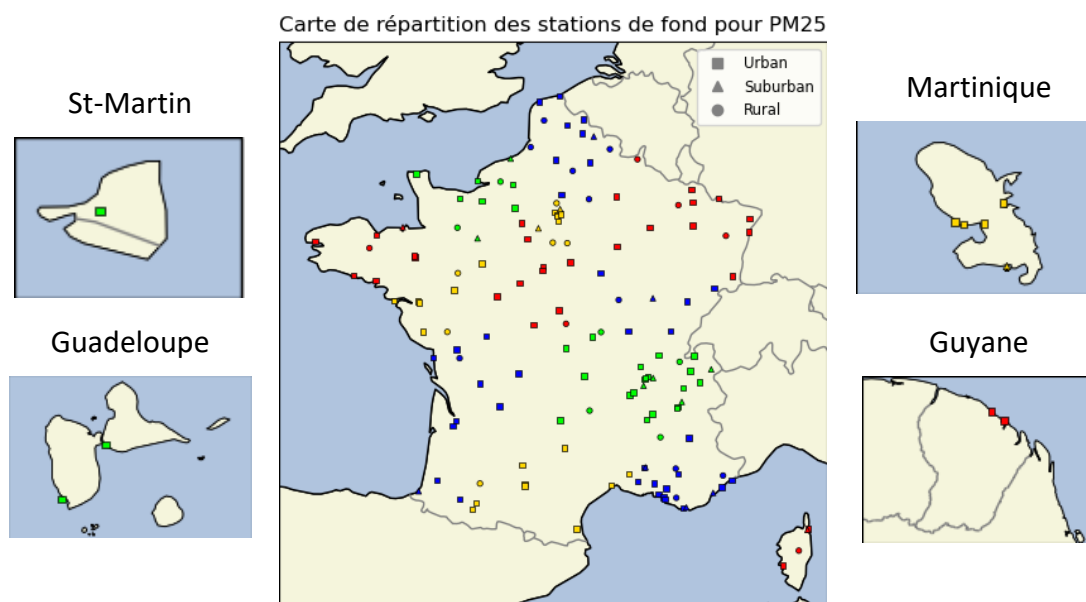 Carte de répartition des stations de fond pour PM25
Urban
Suburban
Rural
St-Martin
Martinique
Guadeloupe
Guyane